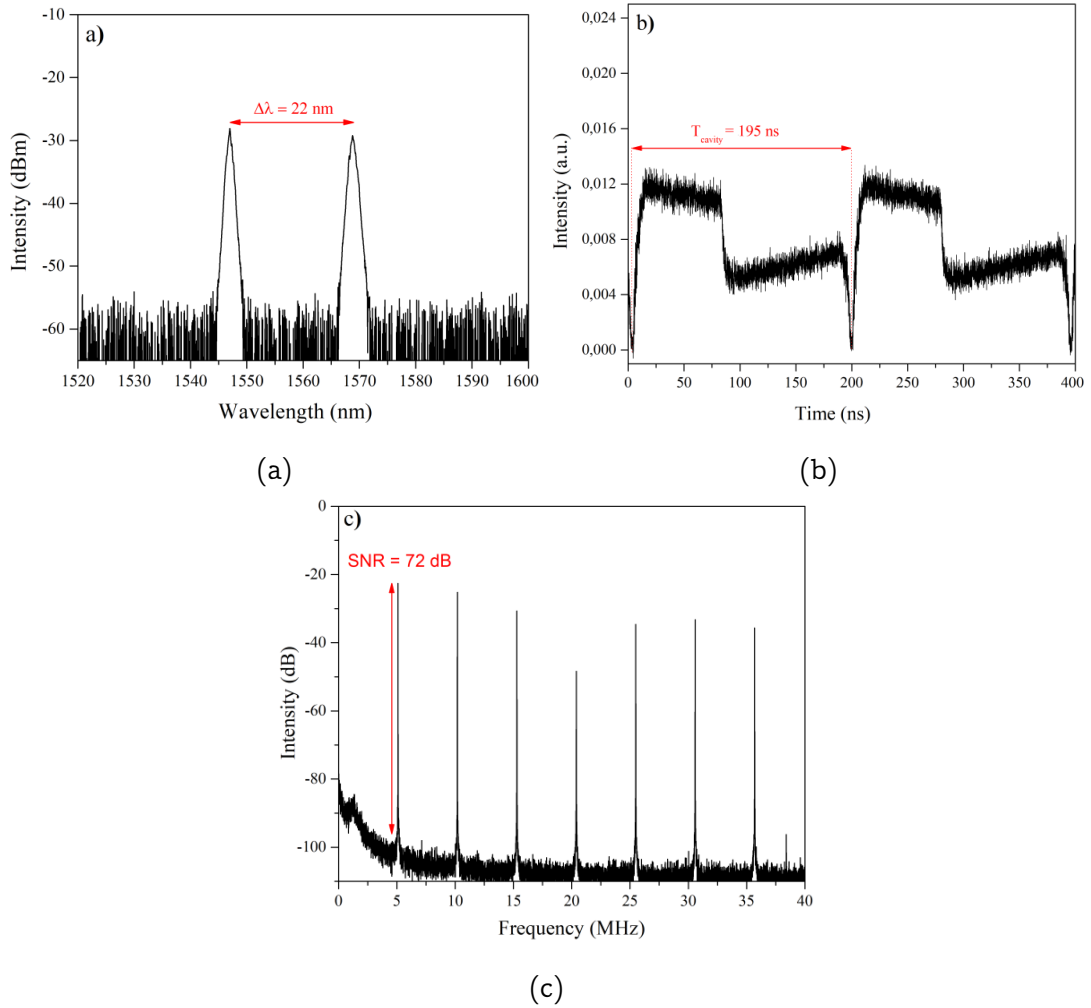 a)
Δλ = 22 nm
-10
-20
-30
-40
-50
-60
Intensity (dBm)
1520 1530 1540 1550 1560 1570 1580 1590 1600
Wavelength (nm)
(a)
b)
T_cavity = 195 ns
0,024
0,020
0,016
0,012
0,008
0,004
0,000
Intensity (a.u.)
0 50 100 150 200 250 300 350 400
Time (ns)
(b)
c)
SNR = 72 dB
0
-20
-40
-60
-80
-100
Intensity (dB)
0 5 10 15 20 25 30 35 40
Frequency (MHz)
(c)